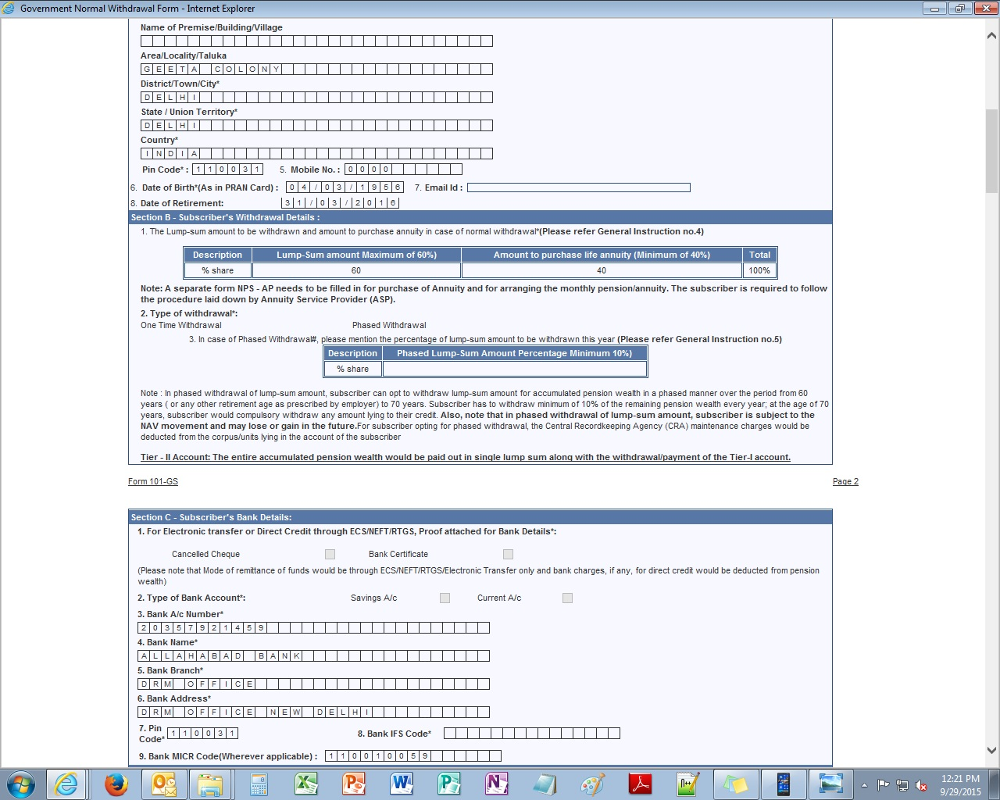 Government Normal Withdrawal Form - Internet Explorer
Name of Premise/Building/Village
Area/Locality/Taluka
GEETA COLONY
District/Town/City*
DELHI
State / Union Territory*
DELHI
Country*
INDIA
Pin Code* : 110031 5. Mobile No. : 0000
6. Date of Birth*(As in PRAN Card) : 04/03/1956 7. Email Id :
8. Date of Retirement: 31/03/2016
Section B - Subscriber's Withdrawal Details :
1. The Lump-sum amount to be withdrawn and amount to purchase annuity in case of normal withdrawal*(Please refer General Instruction no.4)
Description Lump-Sum amount Maximum of 60%) Amount to purchase life annuity (Minimum of 40%) Total
% share 60 40 100%
Note: A separate form NPS - AP needs to be filled in for purchase of Annuity and for arranging the monthly pension/annuity. The subscriber is required to follow
the procedure laid down by Annuity Service Provider (ASP).
2. Type of withdrawal*:
One Time Withdrawal Phased Withdrawal
3. In case of Phased Withdrawal#, please mention the percentage of lump-sum amount to be withdrawn this year (Please refer General Instruction no.5)
Description Phased Lump-Sum Amount Percentage Minimum 10%)
% share
Note : In phased withdrawal of lump-sum amount, subscriber can opt to withdraw lump-sum amount for accumulated pension wealth in a phased manner over the period from 60
years ( or any other retirement age as prescribed by employer) to 70 years. Subscriber has to withdraw minimum of 10% of the remaining pension wealth every year; at the age of 70
years, subscriber would compulsory withdraw any amount lying to their credit. Also, note that in phased withdrawal of lump-sum amount, subscriber is subject to the
NAV movement and may lose or gain in the future.For subscriber opting for phased withdrawal, the Central Recordkeeping Agency (CRA) maintenance charges would be
deducted from the corpus/units lying in the account of the subscriber
Tier - II Account: The entire accumulated pension wealth would be paid out in single lump sum along with the withdrawal/payment of the Tier-I account.
Form 101-GS Page 2
Section C - Subscriber's Bank Details:
1. For Electronic transfer or Direct Credit through ECS/NEFT/RTGS, Proof attached for Bank Details*:
Cancelled Cheque Bank Certificate
(Please note that Mode of remittance of funds would be through ECS/NEFT/RTGS/Electronic Transfer only and bank charges, if any, for direct credit would be deducted from pension
wealth)
2. Type of Bank Account*: Savings A/c Current A/c
3. Bank A/c Number*
20357921459
4. Bank Name*
ALLAHABAD BANK
5. Bank Branch*
DRM OFFICE
6. Bank Address*
DRM OFFICE NEW DELHI
7. Pin
Code* 110031 8. Bank IFS Code*
9. Bank MICR Code(Wherever applicable) : 110010059
12:21 PM
9/29/2015